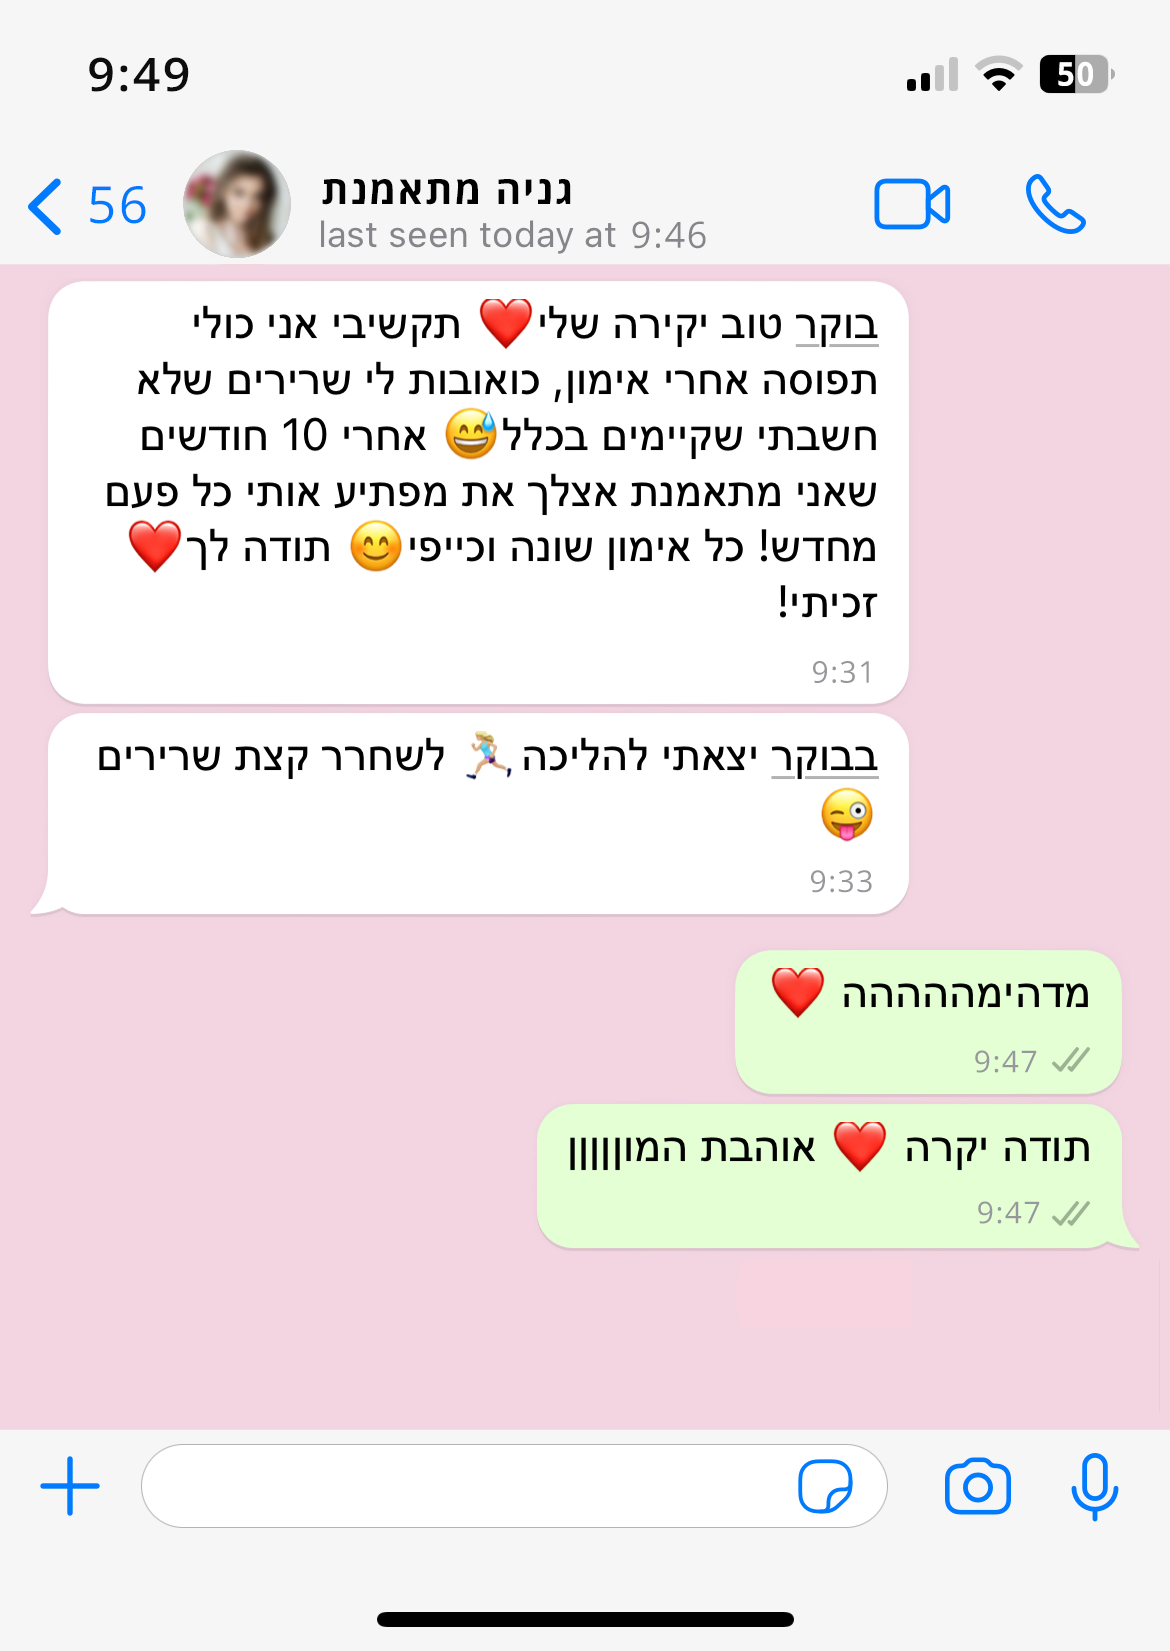 9:49
50
56
גניה מתאמנת
last seen today at 9:46
בוקר טוב יקירה שלי❤️ תקשיבי אני כולי
תפוסה אחרי אימון, כואובות לי שרירים שלא
חשבתי שקיימים בכלל😅 אחרי 10 חודשים
שאני מתאמנת אצלך את מפתיע אותי כל פעם
מחדש! כל אימון שונה וכייפי😊 תודה לך❤️
זכיתי!
9:31
בבוקר יצאתי להליכה🏃🏼‍♀️ לשחרר קצת שרירים
😜
9:33
מדהימהההההה ❤️
9:47
תודה יקרה ❤️ אוהבת המוןןןןןן
9:47